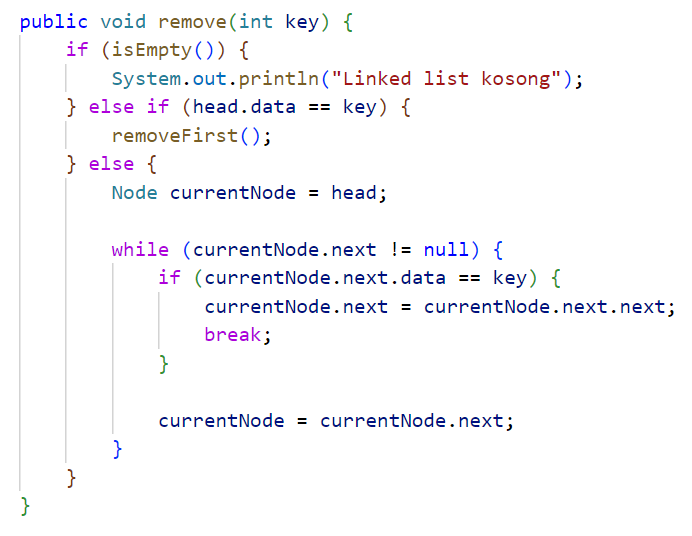 public void remove(int key) {
    if (isEmpty()) {
        System.out.println("Linked list kosong");
    } else if (head.data == key) {
        removeFirst();
    } else {
        Node currentNode = head;

        while (currentNode.next != null) {
            if (currentNode.next.data == key) {
                currentNode.next = currentNode.next.next;
                break;
            }

            currentNode = currentNode.next;
        }
    }
}